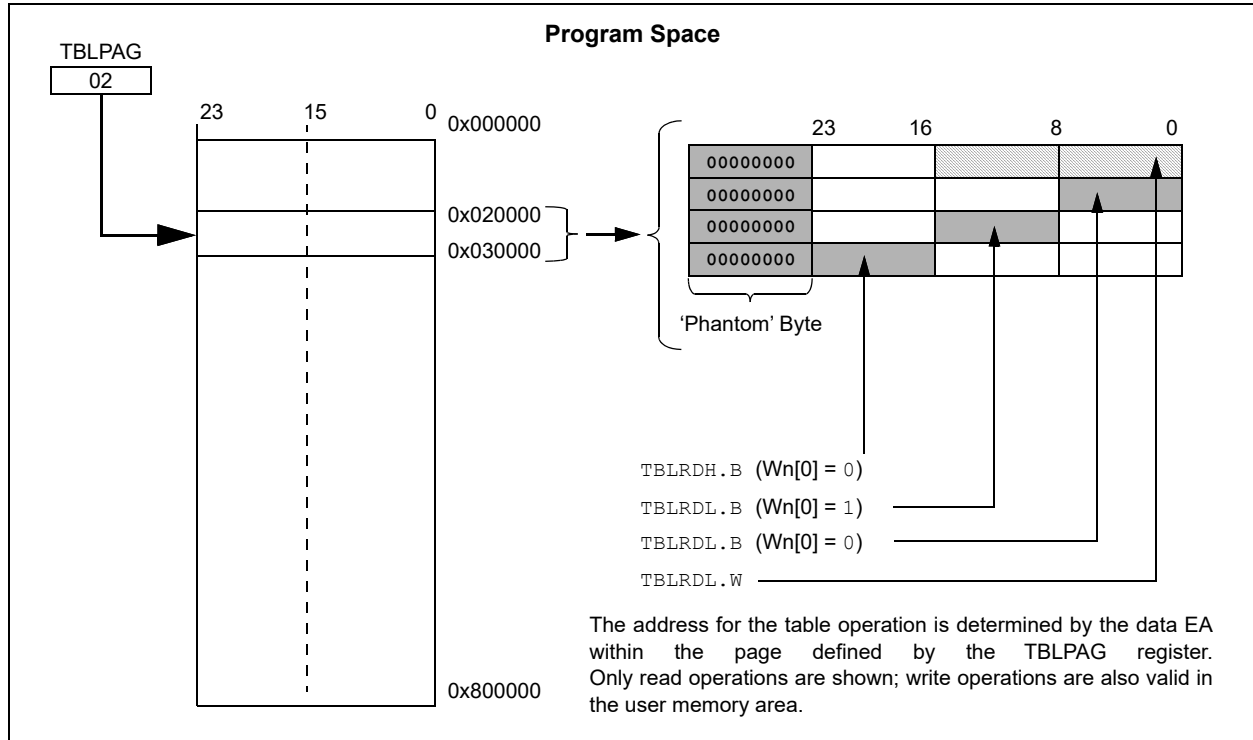 Program Space
TBLPAG
02
23 15 0
0x000000
0x020000
0x030000
0x800000
23 16 8 0
00000000
00000000
00000000
00000000
‘Phantom’ Byte
TBLRDH.B (Wn[0] = 0)
TBLRDL.B (Wn[0] = 1)
TBLRDL.B (Wn[0] = 0)
TBLRDL.W
The address for the table operation is determined by the data EA
within the page defined by the TBLPAG register.
Only read operations are shown; write operations are also valid in
the user memory area.